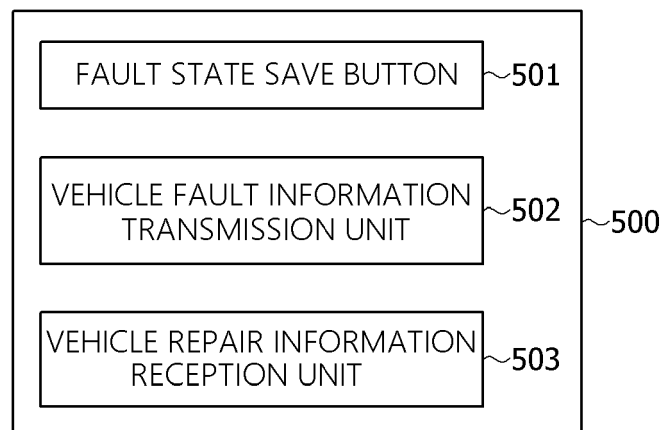 FAULT STATE SAVE BUTTON 501
VEHICLE FAULT INFORMATION
TRANSMISSION UNIT 502
500
VEHICLE REPAIR INFORMATION
RECEPTION UNIT 503